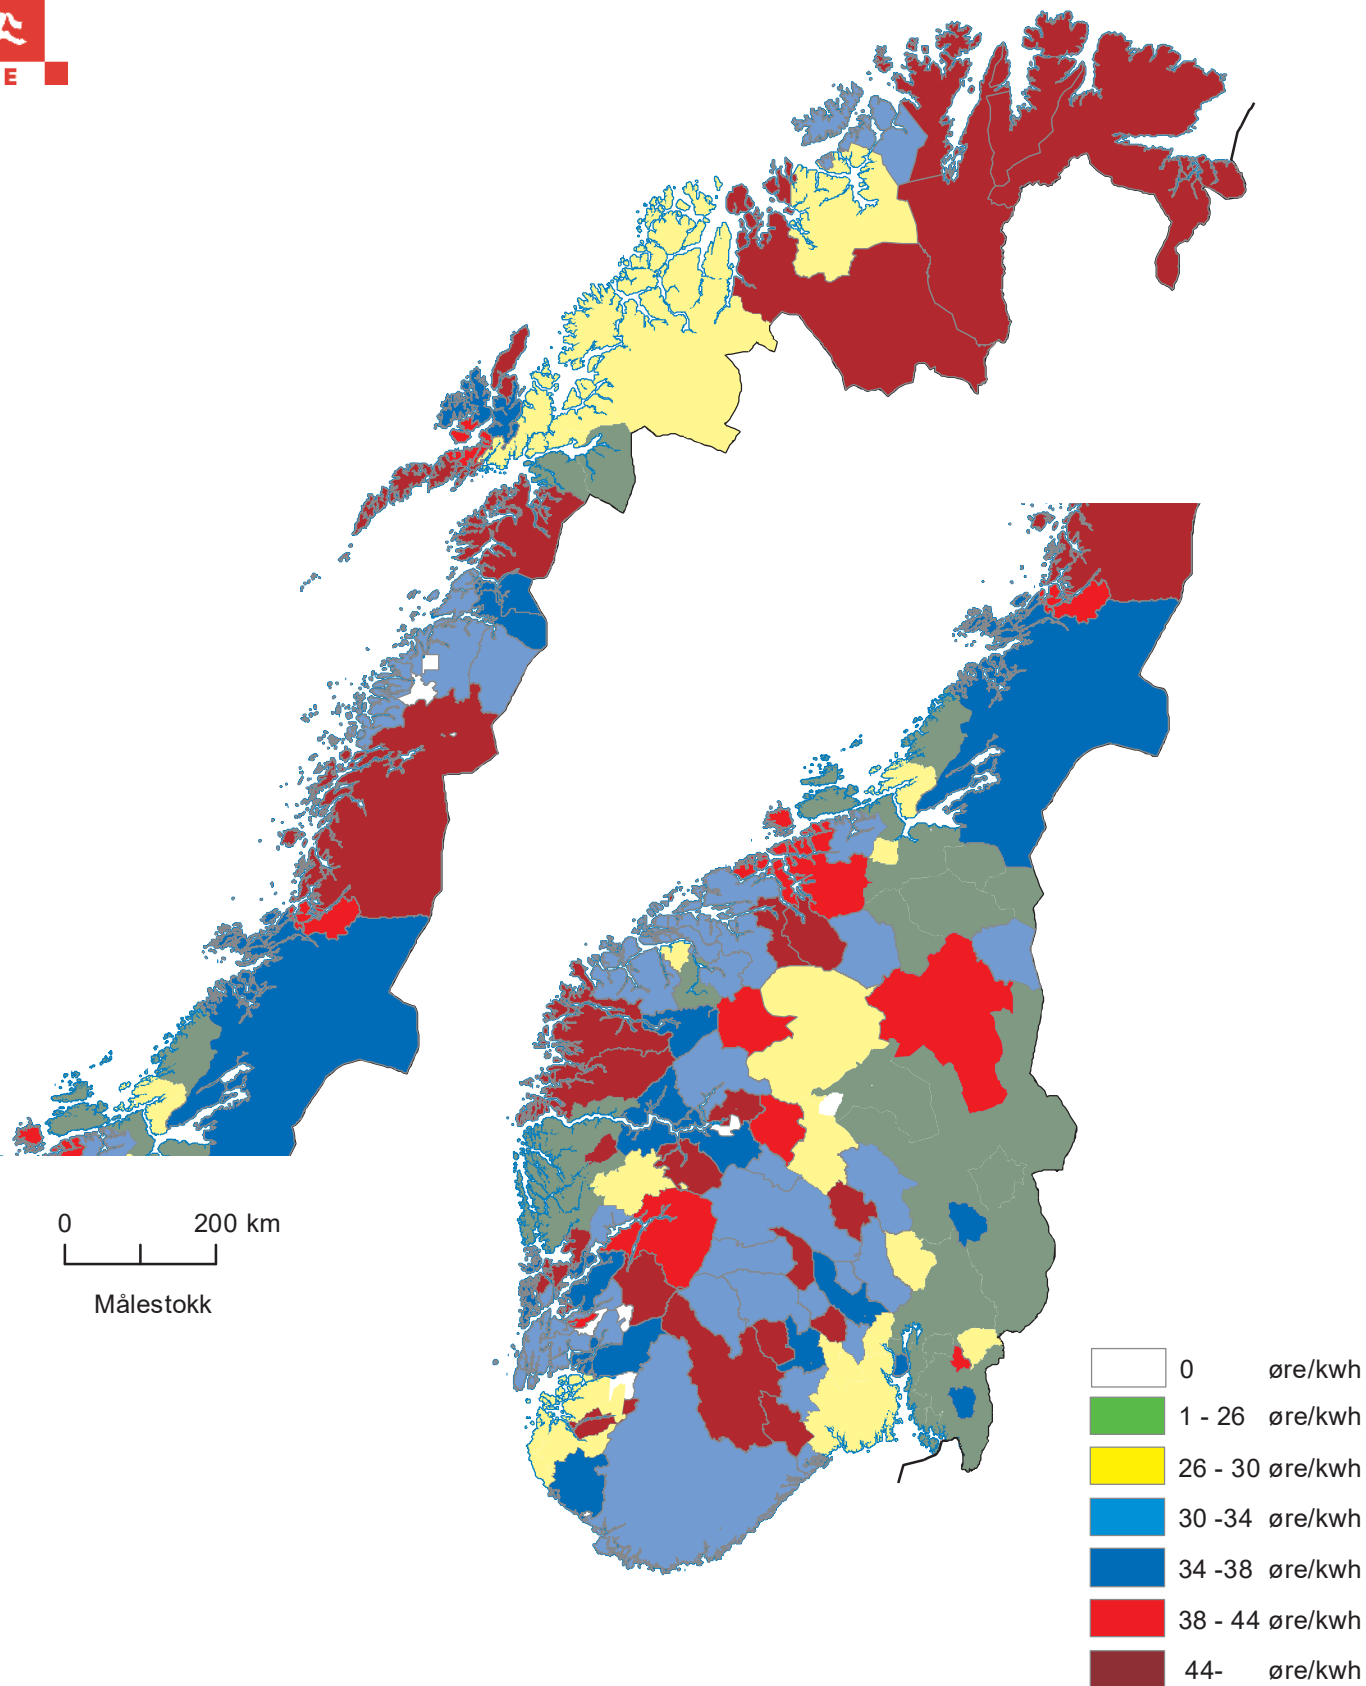 E
0 200 km
Målestokk
0 øre/kwh
1 - 26 øre/kwh
26 - 30 øre/kwh
30 -34 øre/kwh
34 -38 øre/kwh
38 - 44 øre/kwh
44- øre/kwh